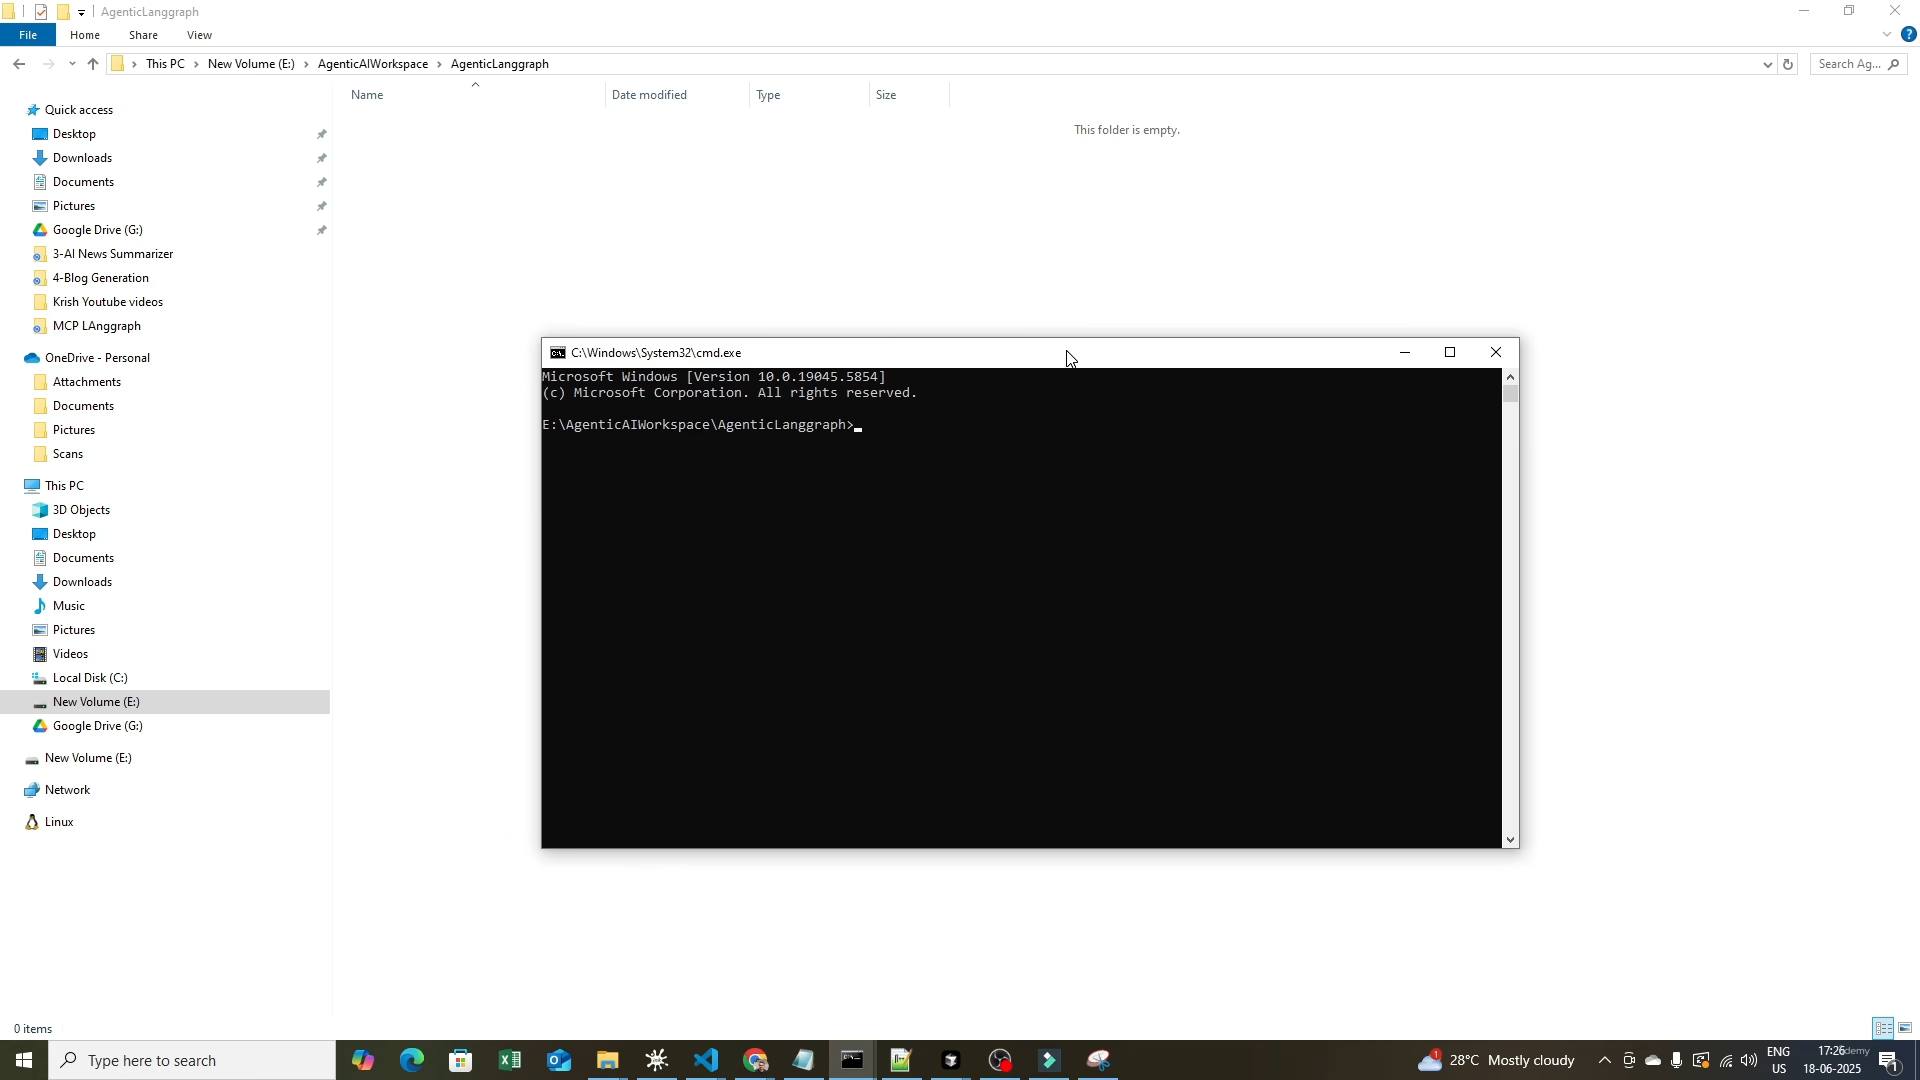 AgenticLanggraph
File
Home
Share
View
This PC
New Volume (E:)
AgenticAIWorkspace
AgenticLanggraph
Search Ag...
Name
Date modified
Type
Size
This folder is empty.
Quick access
Desktop
Downloads
Documents
Pictures
Google Drive (G:)
3-AI News Summarizer
4-Blog Generation
Krish Youtube videos
MCP LAnggraph
OneDrive - Personal
Attachments
Documents
Pictures
Scans
This PC
3D Objects
Desktop
Documents
Downloads
Music
Pictures
Videos
Local Disk (C:)
New Volume (E:)
Google Drive (G:)
New Volume (E:)
Network
Linux
C:\Windows\System32\cmd.exe
Microsoft Windows [Version 10.0.19045.5854]
(c) Microsoft Corporation. All rights reserved.
E:\AgenticAIWorkspace\AgenticLanggraph>
0 items
Type here to search
1
28°C Mostly cloudy
ENG
US
17:26
18-06-2025
1